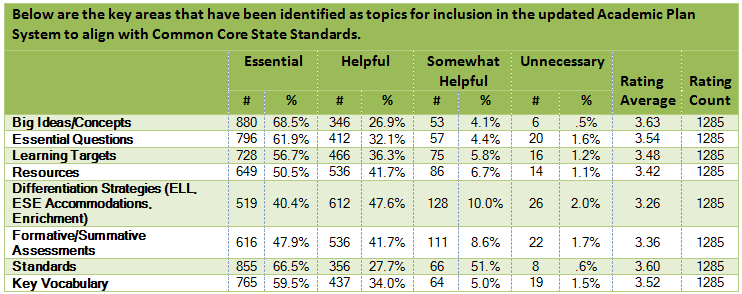 Below are the key areas that have been identified as topics for inclusion in the updated Academic Plan
System to align with Common Core State Standards.
Essential Helpful Somewhat Helpful Unnecessary Rating Average Rating Count
# % # % # % # %
Big Ideas/Concepts 880 68.5% 346 26.9% 53 4.1% 6 .5% 3.63 1285
Essential Questions 796 61.9% 412 32.1% 57 4.4% 20 1.6% 3.54 1285
Learning Targets 728 56.7% 466 36.3% 75 5.8% 16 1.2% 3.48 1285
Resources 649 50.5% 536 41.7% 86 6.7% 14 1.1% 3.42 1285
Differentiation Strategies (ELL,
ESE Accommodations, 519 40.4% 612 47.6% 128 10.0% 26 2.0% 3.26 1285
Enrichment)
Formative/Summative
Assessments 616 47.9% 536 41.7% 111 8.6% 22 1.7% 3.36 1285
Standards 855 66.5% 356 27.7% 66 51.% 8 .6% 3.60 1285
Key Vocabulary 765 59.5% 437 34.0% 64 5.0% 19 1.5% 3.52 1285